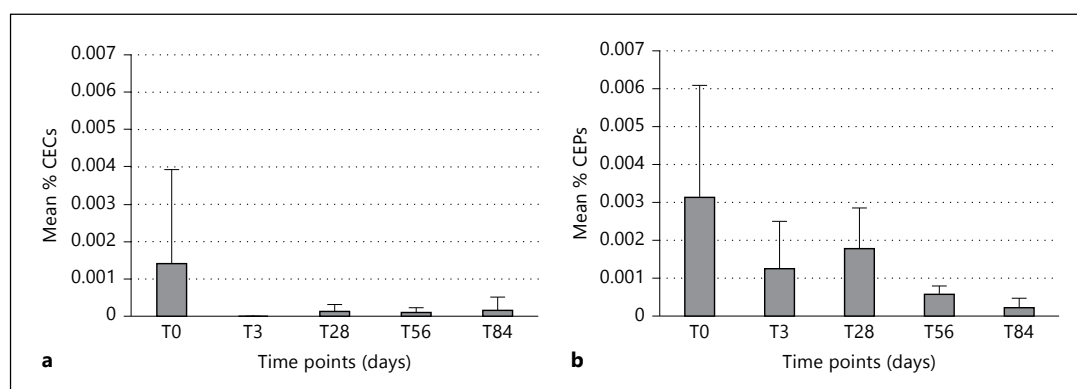 Mean % CECs
0.007
0.006
0.005
0.004
0.003
0.002
0.001
0
T0 T3 T28 T56 T84
Time points (days)
a
Mean % CEPs
0.007
0.006
0.005
0.004
0.003
0.002
0.001
0
T0 T3 T28 T56 T84
Time points (days)
b